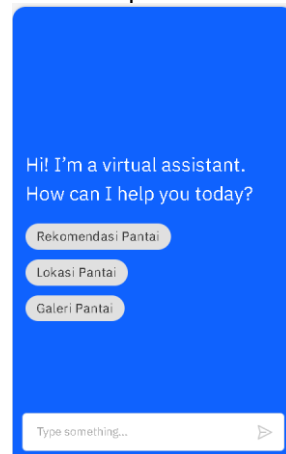 Hi! I'm a virtual assistant.
How can I help you today?
Rekomendasi Pantai
Lokasi Pantai
Galeri Pantai
Type something...